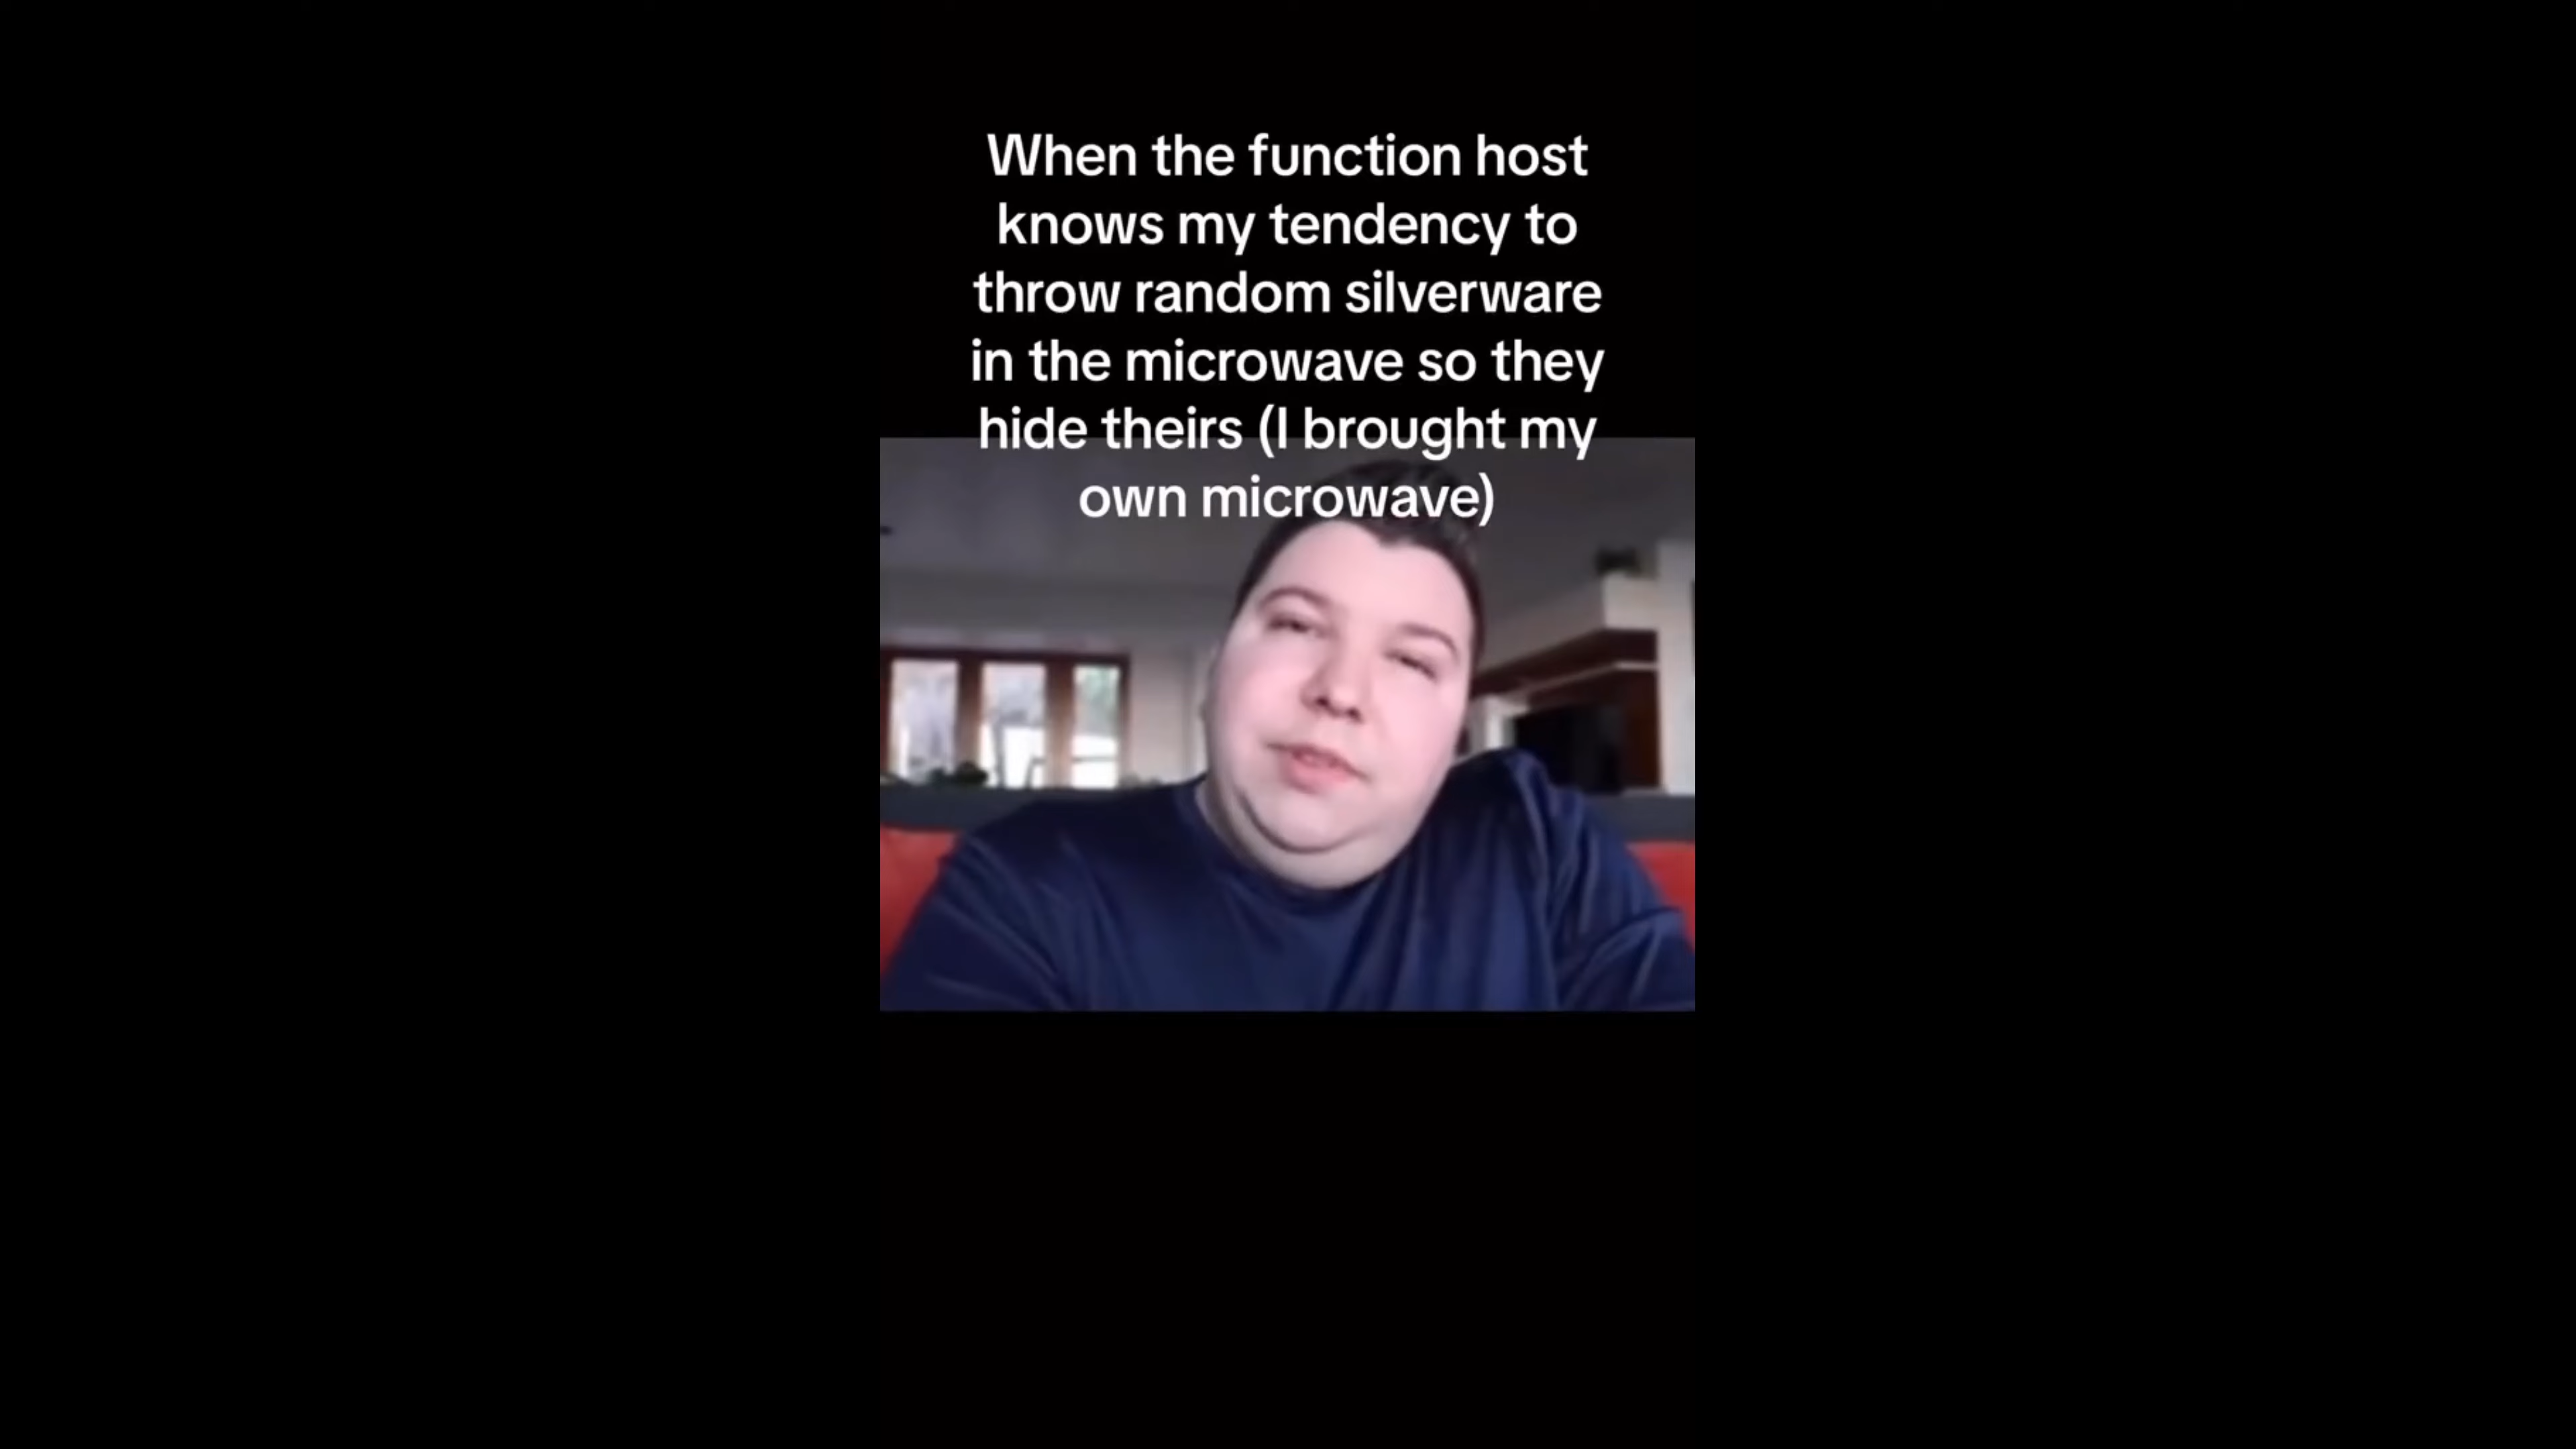 When the function host
knows my tendency to
throw random silverware
in the microwave so they
hide theirs (I brought my
own microwave)